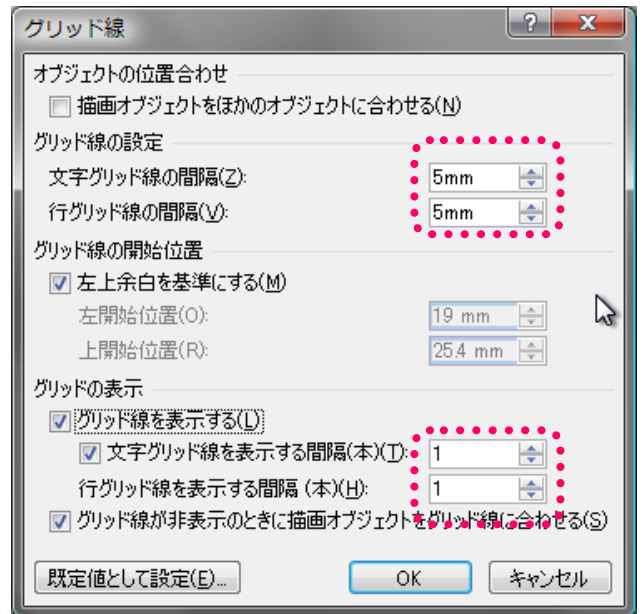 グリッド線
オブジェクトの位置合わせ
描画オブジェクトをほかのオブジェクトに合わせる(N)
グリッド線の設定
文字グリッド線の間隔(Z): 5mm
行グリッド線の間隔(V): 5mm
グリッド線の開始位置
左上余白を基準にする(M)
左開始位置(O): 19 mm
上開始位置(R): 25.4 mm
グリッドの表示
グリッド線を表示する(L)
文字グリッド線を表示する間隔(本)(T): 1
行グリッド線を表示する間隔 (本)(H): 1
グリッド線が非表示のときに描画オブジェクトをグリッド線に合わせる(S)
既定値として設定(E)... OK キャンセル